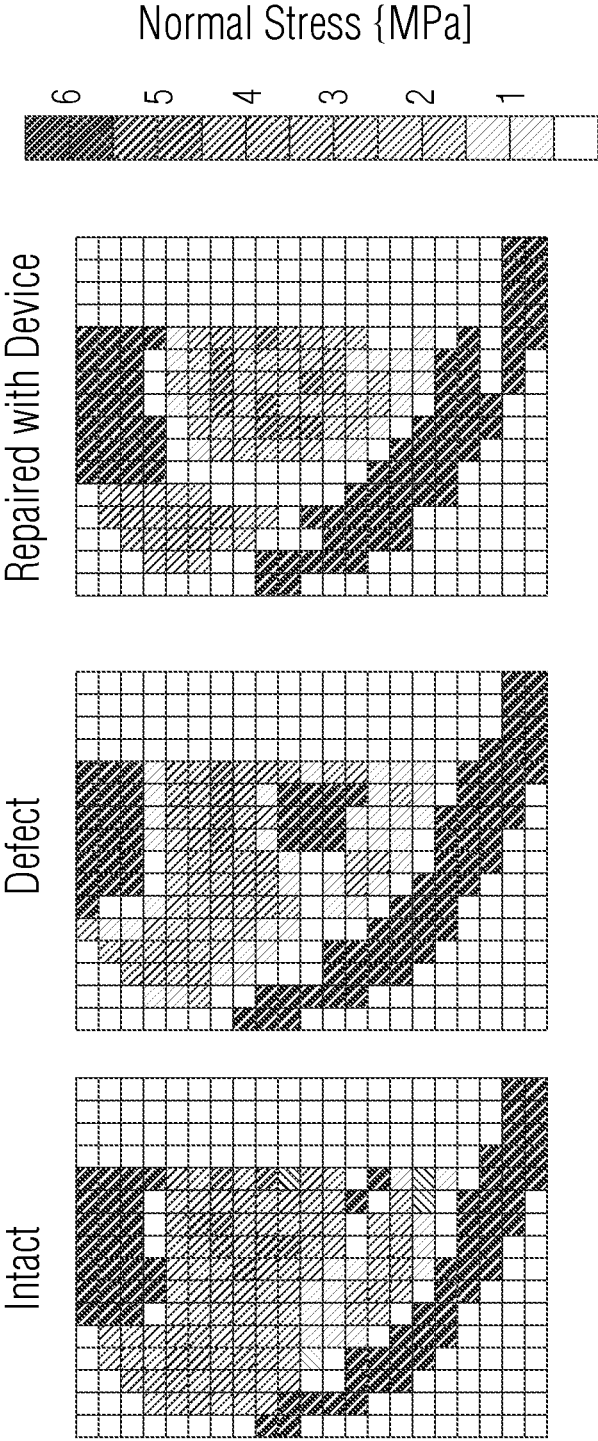 Normal Stress {MPa]
6 5 4 3 2 1
Repaired with Device
Defect
Intact